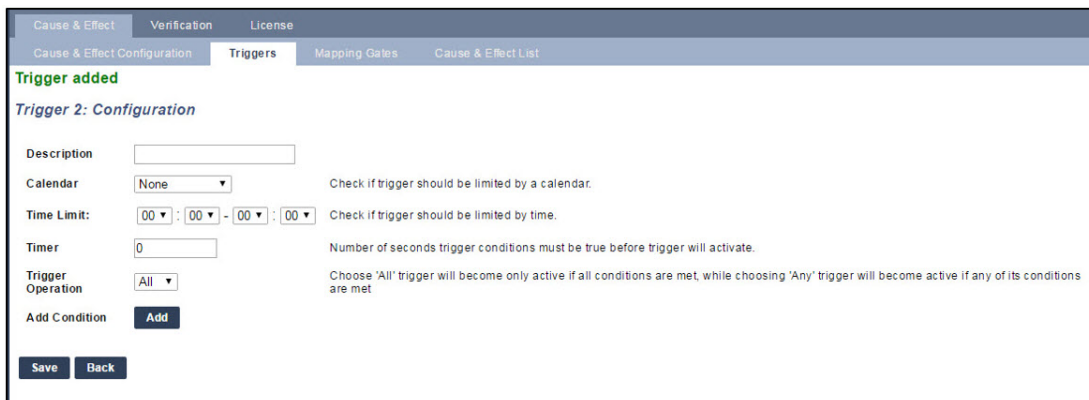 Cause & Effect Verification License
Cause & Effect Configuration Triggers Mapping Gates Cause & Effect List
Trigger added
Trigger 2: Configuration
Description
Calendar None Check if trigger should be limited by a calendar.
Time Limit: 00 : 00 - 00 : 00 Check if trigger should be limited by time.
Timer 0 Number of seconds trigger conditions must be true before trigger will activate.
Trigger Operation All Choose 'All' trigger will become only active if all conditions are met, while choosing 'Any' trigger will become active if any of its conditions
are met
Add Condition Add
Save Back